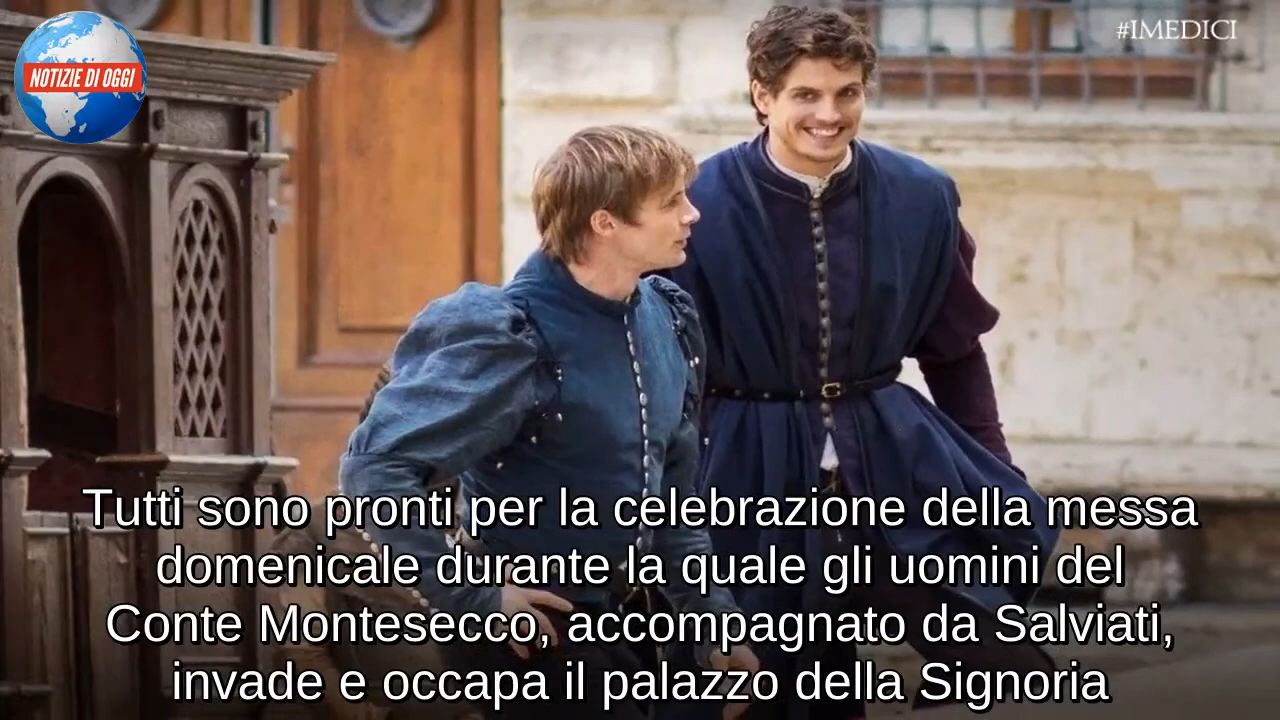 #IMEDICI
NOTIZIE DI OGGI
Tutti sono pronti per la celebrazione della messa
domenicale durante la quale gli uomini del
Conte Montesecco, accompagnato da Salviati,
invade e occapa il palazzo della Signoria